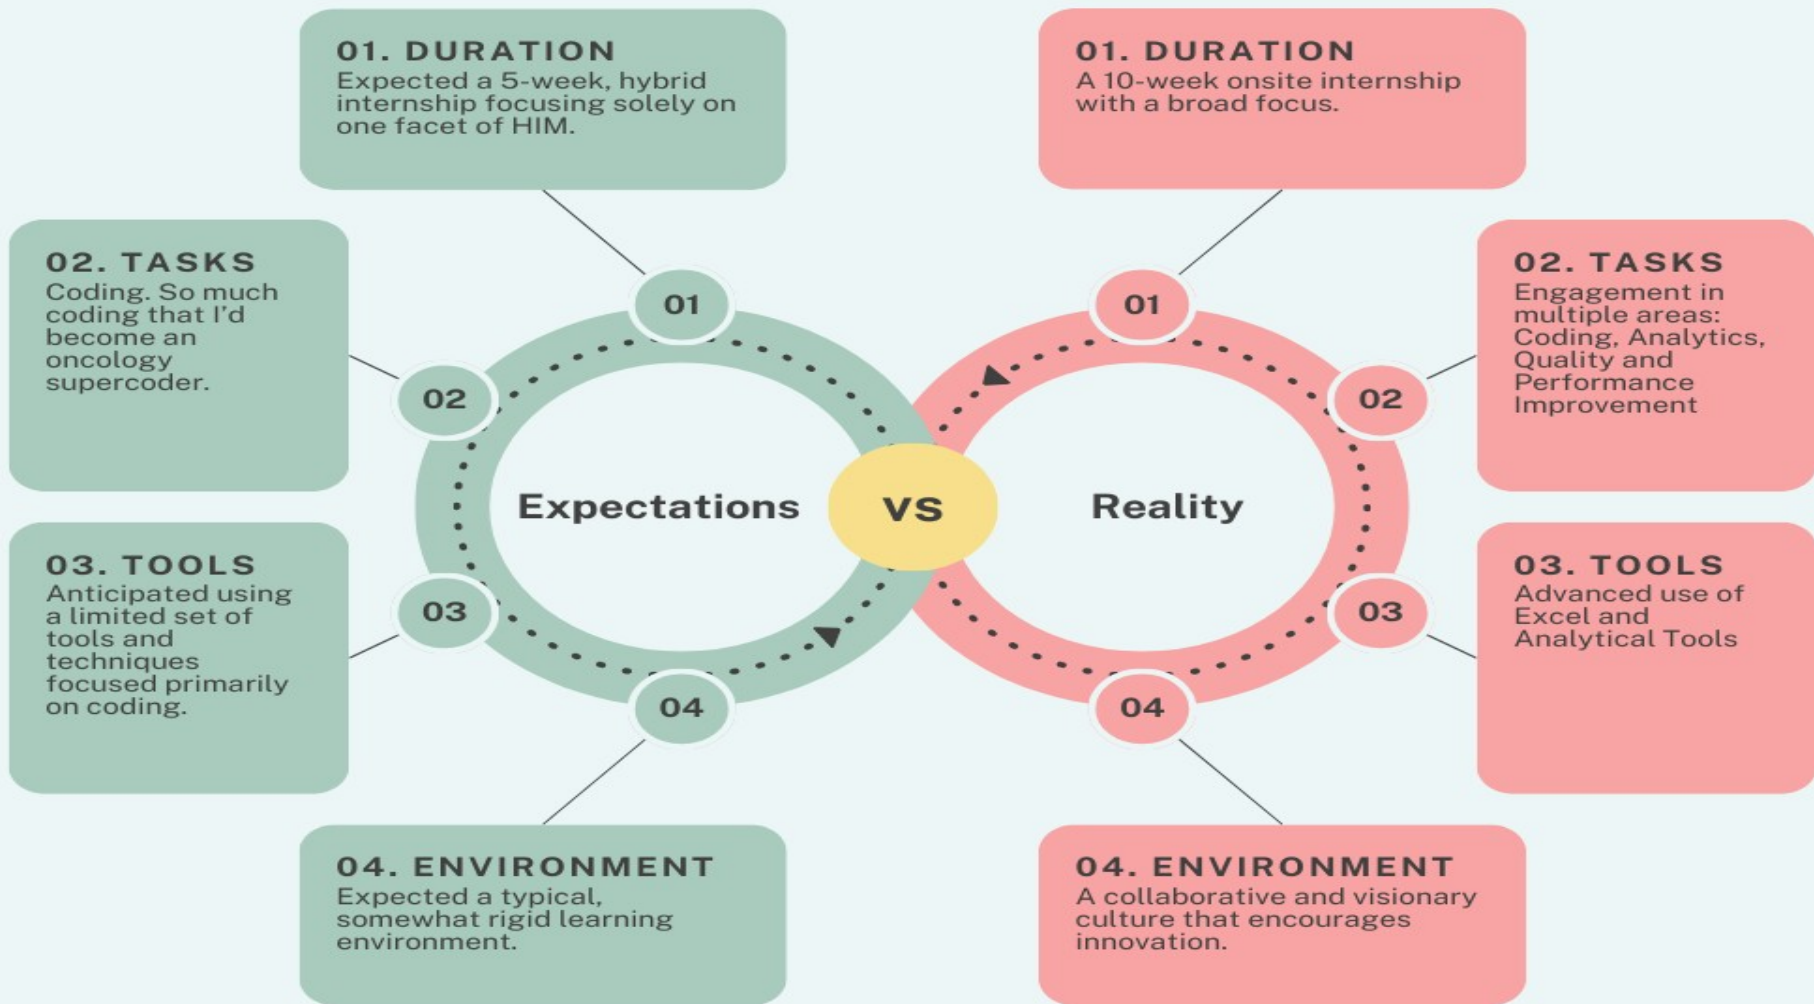 01. DURATION
Expected a 5-week, hybrid
internship focusing solely on
one facet of HIM.
02. TASKS
Coding. So much
coding that I'd
become an
oncology
supercoder.
03. TOOLS
Anticipated using
a limited set of
tools and
techniques
focused primarily
on coding.
04. ENVIRONMENT
Expected a typical,
somewhat rigid learning
environment.
01
02
03
04
Expectations
VS
Reality
01
02
03
04
01. DURATION
A 10-week onsite internship
with a broad focus.
02. TASKS
Engagement in
multiple areas:
Coding, Analytics,
Quality and
Performance
Improvement
03. TOOLS
Advanced use of
Excel and
Analytical Tools
04. ENVIRONMENT
A collaborative and visionary
culture that encourages
innovation.